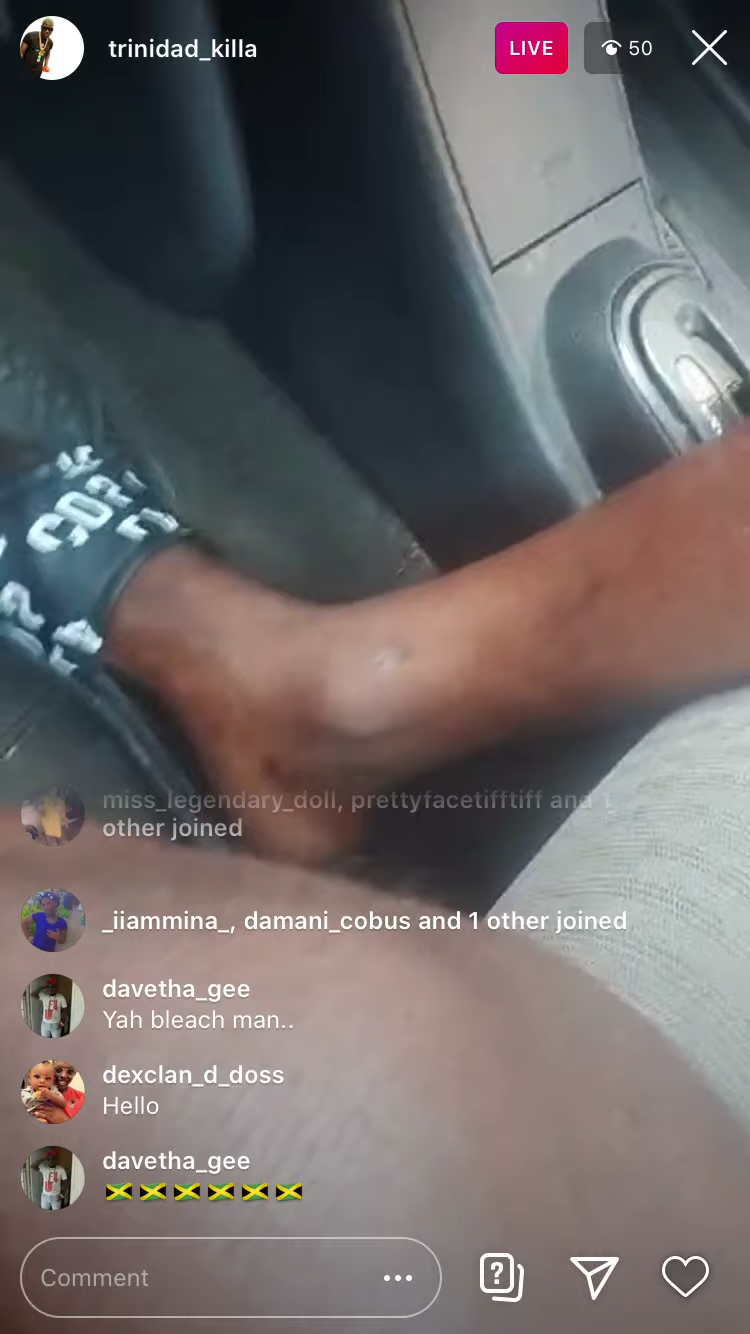 trinidad_killa
LIVE
50
miss_legendary_doll, prettyfacetifftiff and 1
other joined
_jiammina_, damani_cobus and 1 other joined
davetha_gee
Yah bleach man..
dexclan_d_doss
Hello
davetha_gee
🇯🇲🇯🇲🇯🇲🇯🇲🇯🇲🇯🇲
Comment